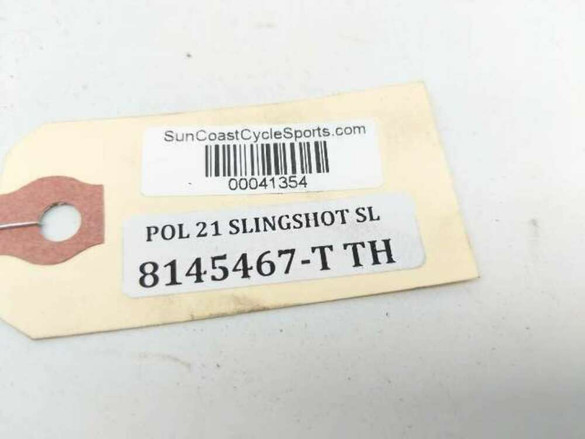 SunCoastCycleSports.com
00041354
POL 21 SLINGSHOT SL
8145467-T TH